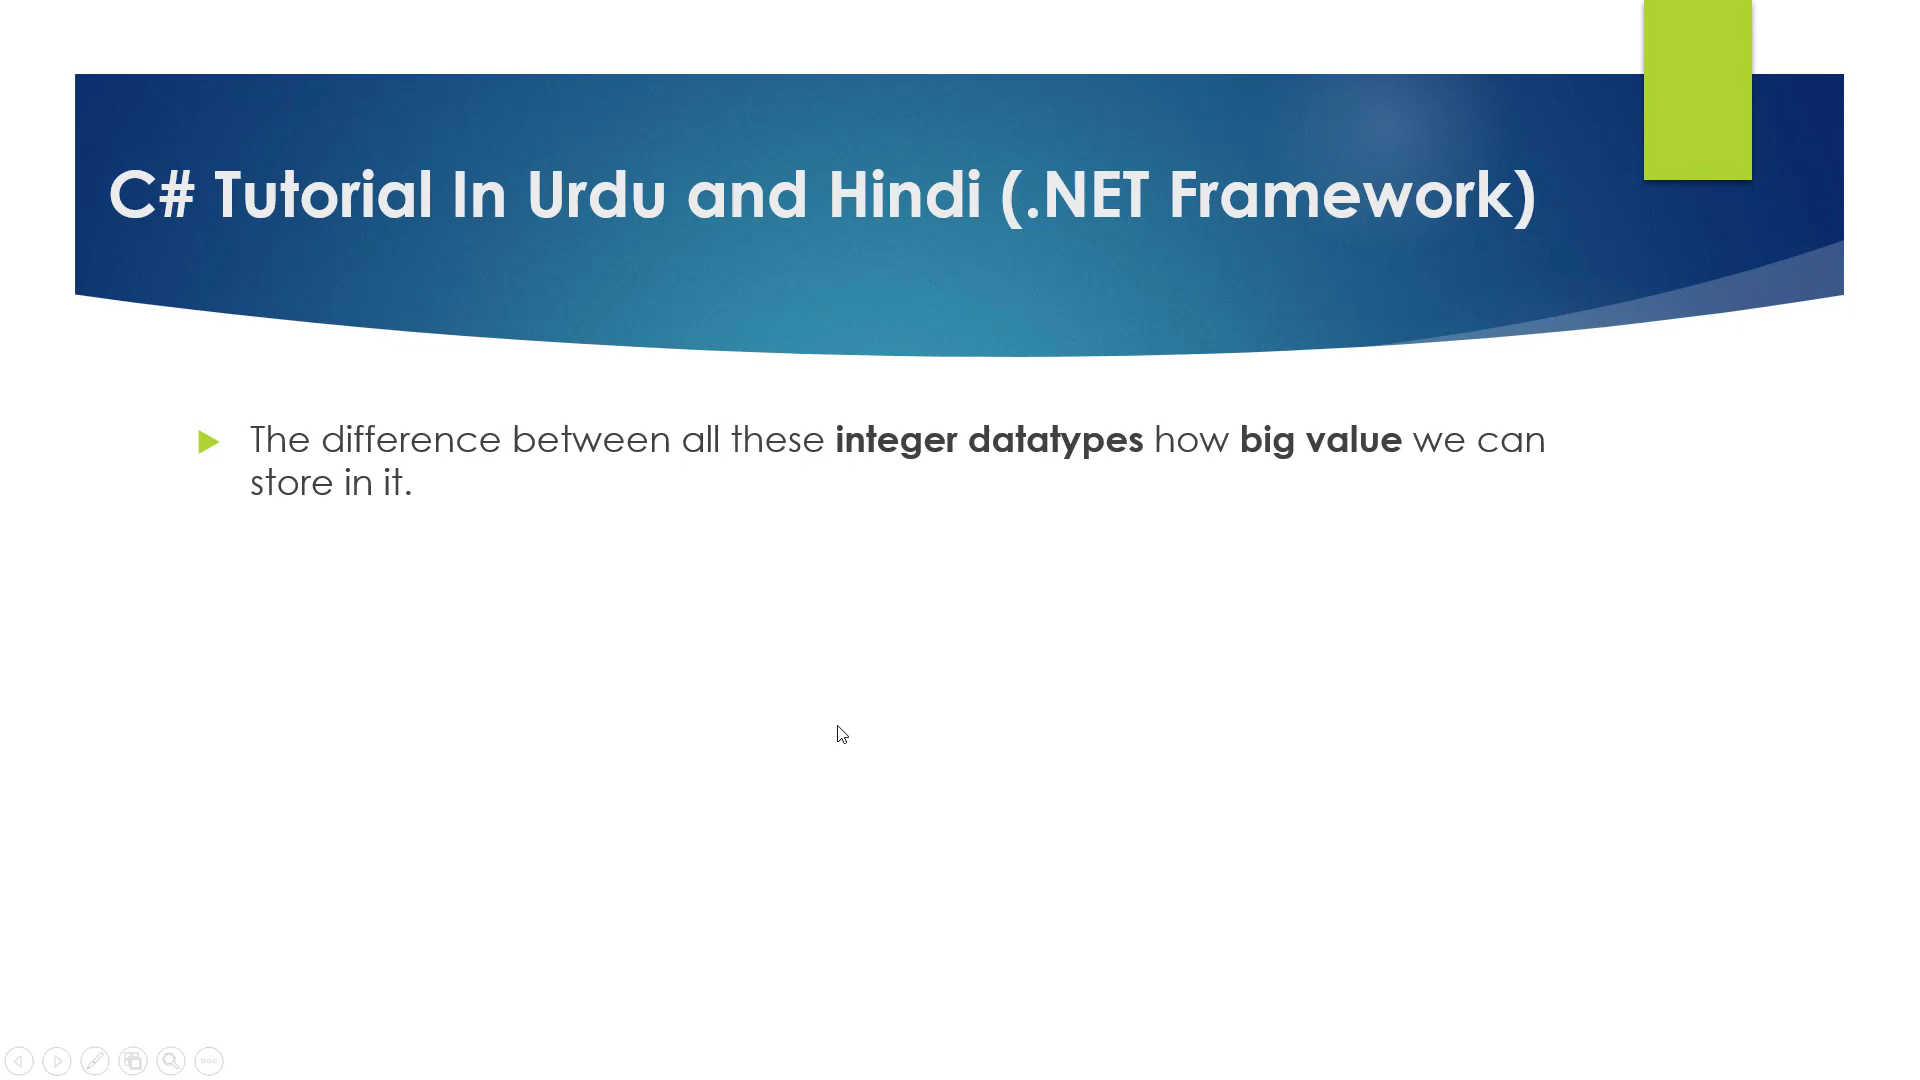 C# Tutorial In Urdu and Hindi (.NET Framework)
The difference between all these integer datatypes how big value we can
store in it.